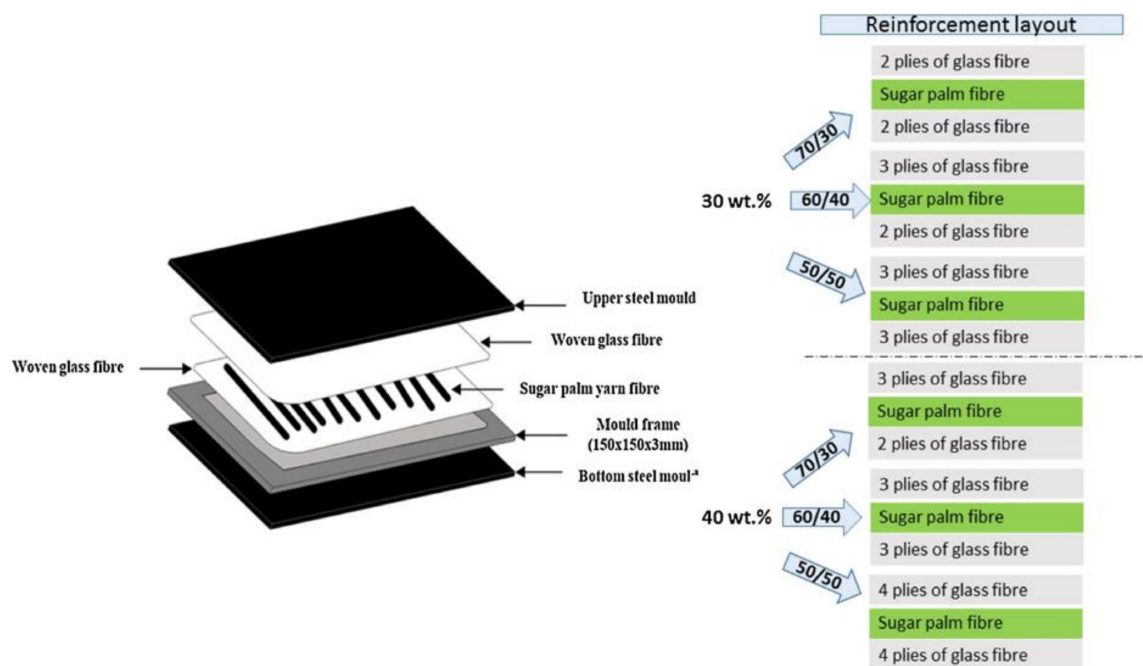 Reinforcement layout
2 plies of glass fibre
Sugar palm fibre
2 plies of glass fibre
70/30
3 plies of glass fibre
30 wt.%
60/40
Sugar palm fibre
2 plies of glass fibre
50/50
3 plies of glass fibre
Sugar palm fibre
3 plies of glass fibre
Upper steel mould
Woven glass fibre
Woven glass fibre
Sugar palm yarn fibre
Mould frame
(150x150x3mm)
Bottom steel moul
3 plies of glass fibre
Sugar palm fibre
2 plies of glass fibre
70/30
3 plies of glass fibre
40 wt.%
60/40
Sugar palm fibre
3 plies of glass fibre
50/50
4 plies of glass fibre
Sugar palm fibre
4 plies of glass fibre